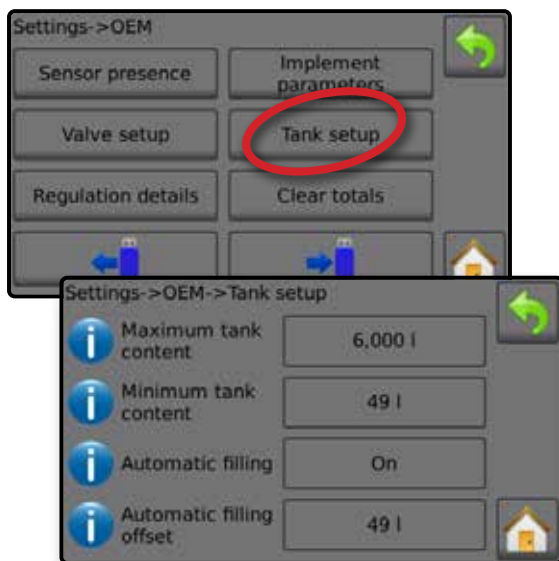 Settings->OEM
Sensor presence
Implement
parameters
Valve setup
Tank setup
Regulation details
Clear totals
Settings->OEM->Tank setup
Maximum tank
content
6,000 l
Minimum tank
content
49 l
Automatic filling
On
Automatic filling
offset
49 l